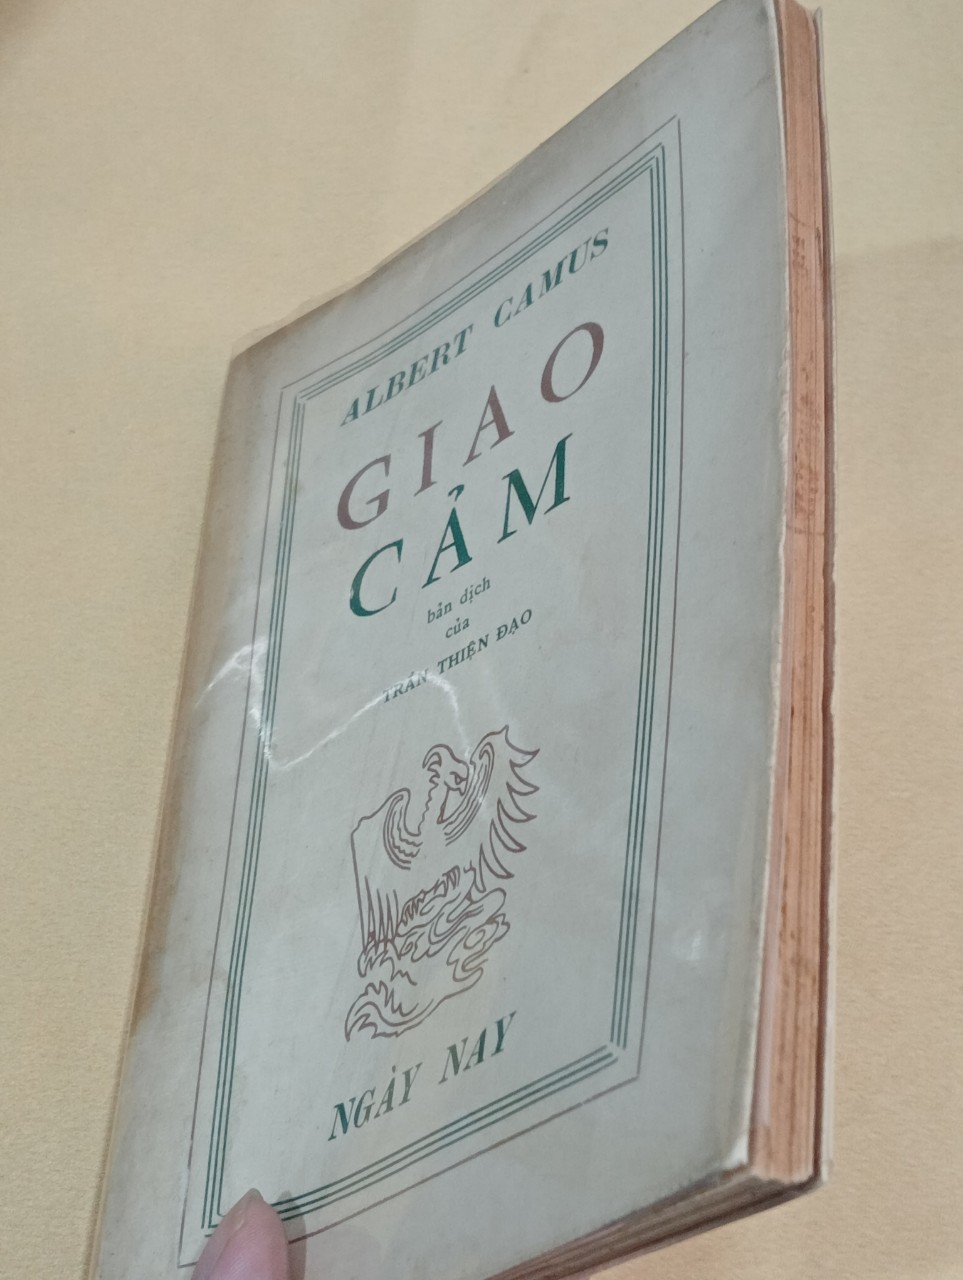 ALBERT CAMUS
GIAO
CẢM
bản dịch
của
TRẦN THIỆN ĐẠO
NGÀY NAY